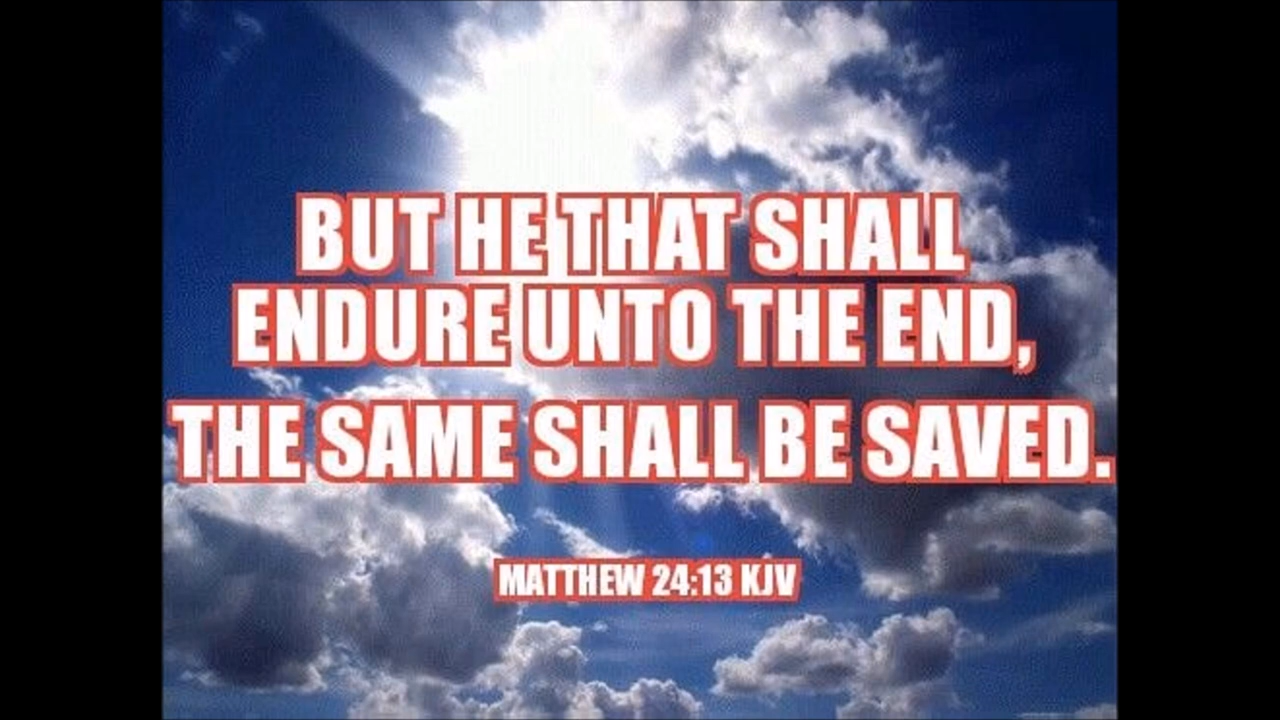 BUT HE THAT SHALL
ENDURE UNTO THE END,
THE SAME SHALL BE SAVED.
MATTHEW 24:13 KJV